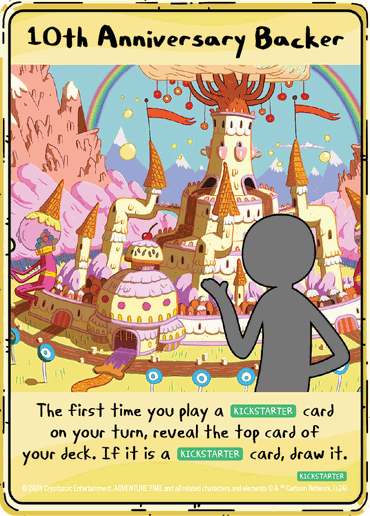 10th Anniversary Backer
The first time you play a KICKSTARTER card
on your turn, reveal the top card of
your deck. If it is a KICKSTARTER card, draw it.
KICKSTARTER
© 2024 Cryptozoic Entertainment. ADVENTURE TIME and all related characters and elements © & ™ Cartoon Network. (s24)